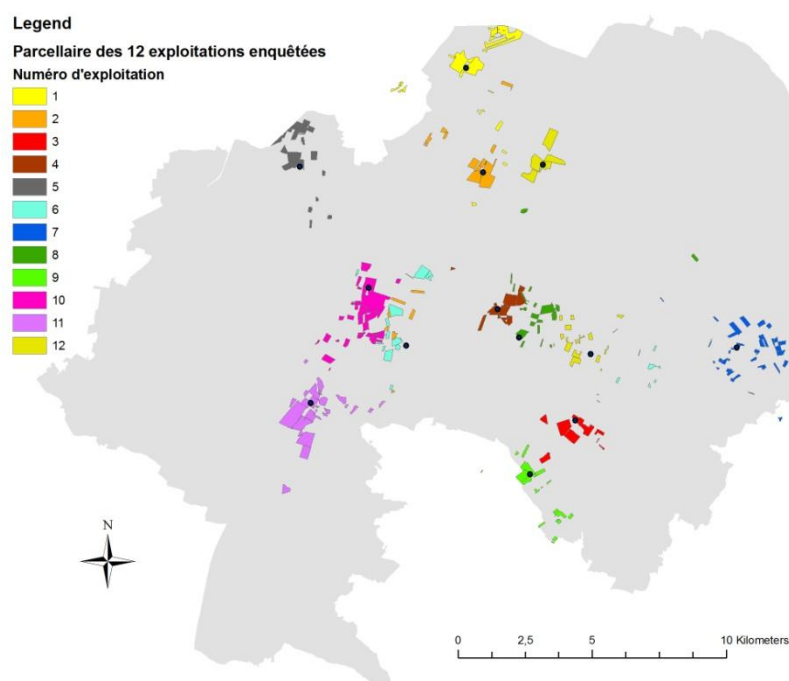 Legend
Parcellaire des 12 exploitations enquêtées
Numéro d'exploitation
1
2
3
4
5
6
7
8
9
10
11
12
N
0 2,5 5 10 Kilometers